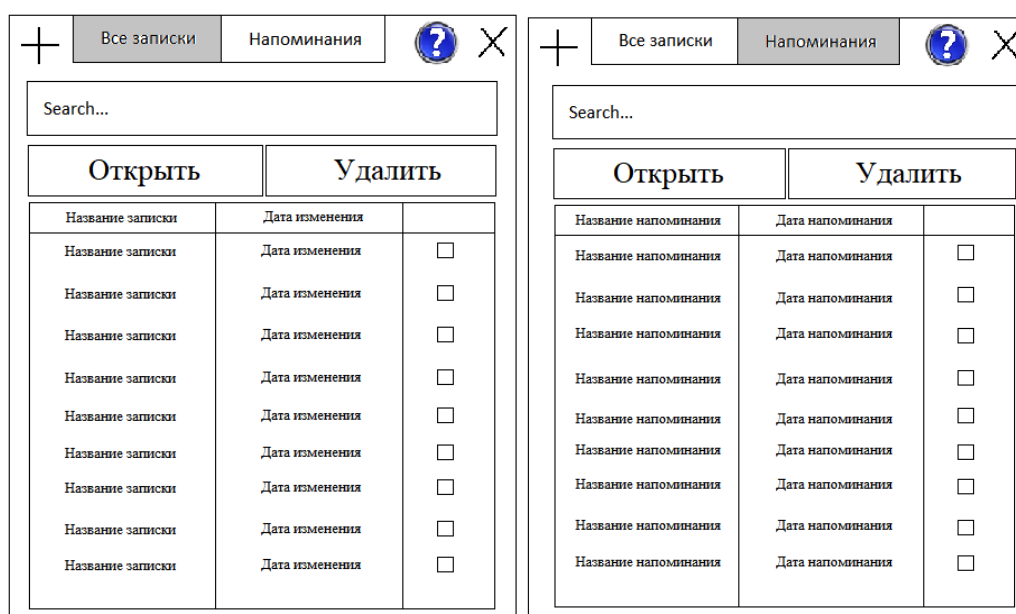 Все записки Напоминания ?
Search...
Открыть Удалить
Название записки Дата изменения
Название записки Дата изменения
Название записки Дата изменения
Название записки Дата изменения
Название записки Дата изменения
Название записки Дата изменения
Название записки Дата изменения
Название записки Дата изменения
Название записки Дата изменения
Название записки Дата изменения
Все записки Напоминания ?
Search...
Открыть Удалить
Название напоминания Дата напоминания
Название напоминания Дата напоминания
Название напоминания Дата напоминания
Название напоминания Дата напоминания
Название напоминания Дата напоминания
Название напоминания Дата напоминания
Название напоминания Дата напоминания
Название напоминания Дата напоминания
Название напоминания Дата напоминания
Название напоминания Дата напоминания